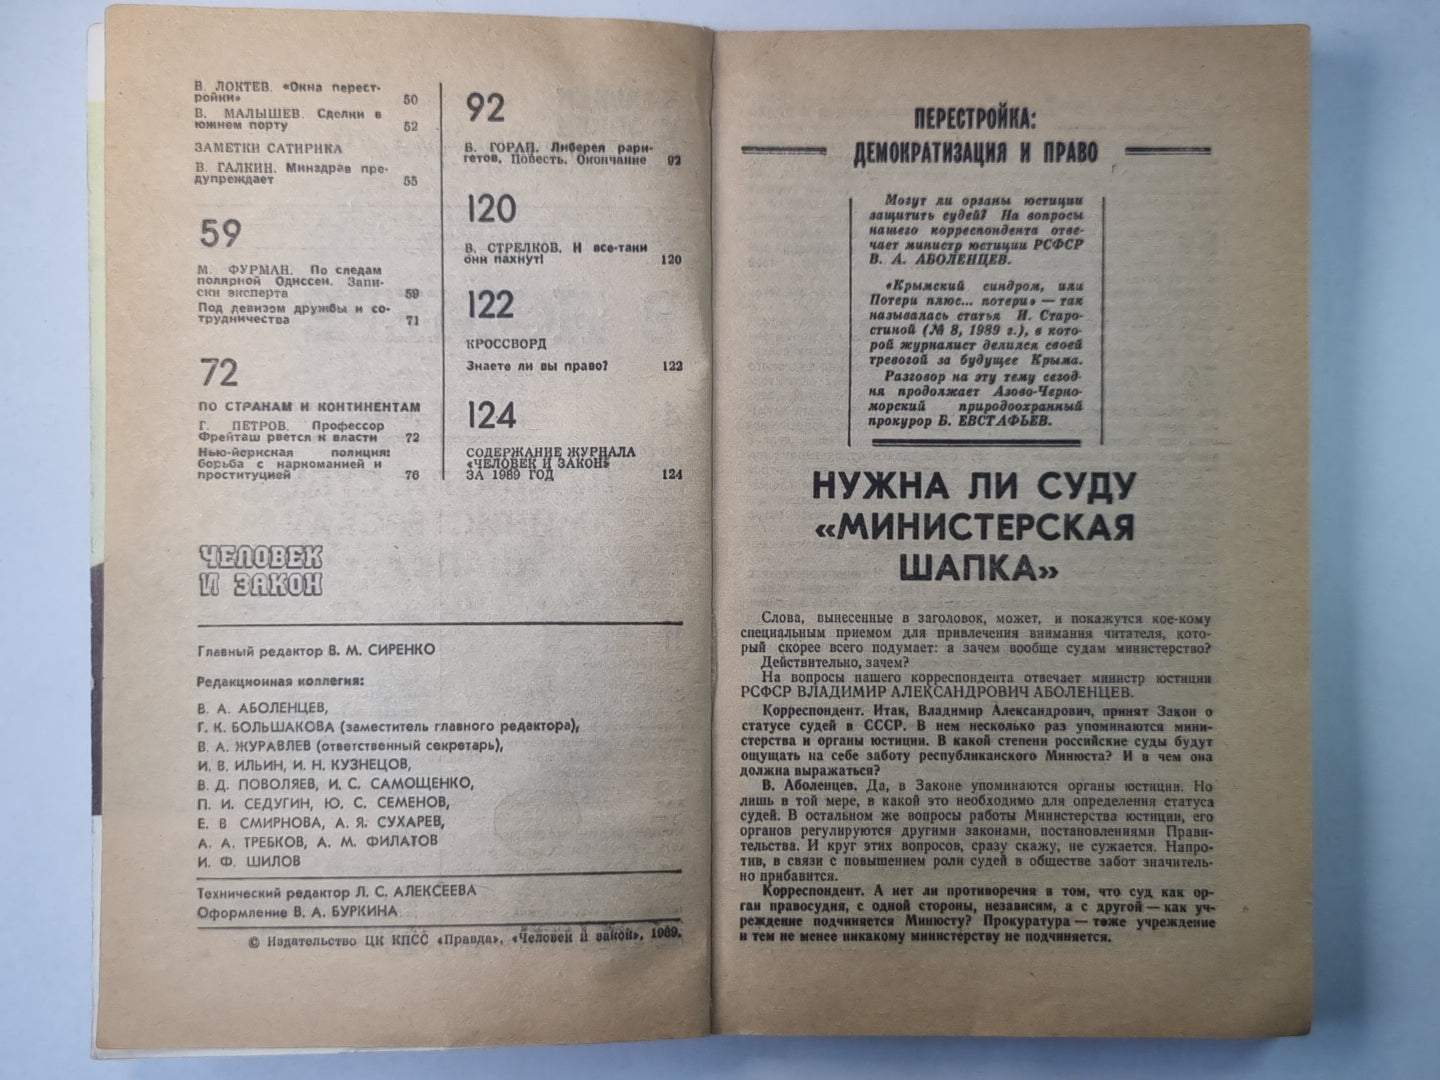 В. ЛОКТЕВ. «Окна перест-
ройки» 50
В. МАЛЫШЕВ. Сделки в
южном порту 52
ЗАМЕТКИ САТИРИКА
В. ГАЛКИН. Минздрав пре-
дупреждает 55
59
М. ФУРМАН. По следам
полярной Одиссеи. Запи-
ски эксперта 59
Под девизом дружбы и со-
трудничества 71
72
ПО СТРАНАМ И КОНТИНЕНТАМ
Г. ПЕТРОВ. Профессор
Фрейташ рвется к власти 72
Нью-йоркская полиция:
борьба с наркоманией и
проституцией 76
92
В. ГОРАН. Либерея рари-
тетов. Повесть. Окончание 92
120
В. СТРЕЛКОВ. И все-таки
они пахнут! 120
122
КРОССВОРД
Знаете ли вы право? 122
124
СОДЕРЖАНИЕ ЖУРНАЛА
«ЧЕЛОВЕК И ЗАКОН»
ЗА 1989 ГОД 124
ЧЕЛОВЕК
И ЗАКОН
Главный редактор В. М. СИРЕНКО
Редакционная коллегия:
В. А. АБОЛЕНЦЕВ,
Г. К. БОЛЬШАКОВА (заместитель главного редактора),
В. А. ЖУРАВЛЕВ (ответственный секретарь),
И. В. ИЛЬИН, И. Н. КУЗНЕЦОВ,
В. Д. ПОВОЛЯЕВ, И. С. САМОЩЕНКО,
П. И. СЕДУГИН, Ю. С. СЕМЕНОВ,
Е. В СМИРНОВА, А. Я. СУХАРЕВ,
А. А. ТРЕБКОВ, А. М. ФИЛАТОВ
И. Ф. ШИЛОВ
Технический редактор Л. С. АЛЕКСЕЕВА
Оформление В. А. БУРКИНА
© Издательство ЦК КПСС «Правда», «Человек и закон», 1989.
ПЕРЕСТРОЙКА:
ДЕМОКРАТИЗАЦИЯ И ПРАВО
Могут ли органы юстиции
защитить судей? На вопросы
нашего корреспондента отве-
чает министр юстиции РСФСР
В. А. АБОЛЕНЦЕВ.
«Крымский синдром, или
Потери плюс... потери» — так
называлась статья И. Старо-
стиной (№ 8, 1989 г.), в кото-
рой журналист делился своей
тревогой за будущее Крыма.
Разговор на эту тему сегод-
ня продолжает Азово-Черно-
морский природоохранный
прокурор Б. ЕВСТАФЬЕВ.
НУЖНА ЛИ СУДУ
«МИНИСТЕРСКАЯ
ШАПКА»
Слова, вынесенные в заголовок, может, и покажутся кое-кому
специальным приемом для привлечения внимания читателя, кото-
рый скорее всего подумает: а зачем вообще судам министерство?
Действительно, зачем?
На вопросы нашего корреспондента отвечает министр юстиции
РСФСР ВЛАДИМИР АЛЕКСАНДРОВИЧ АБОЛЕНЦЕВ.
Корреспондент. Итак, Владимир Александрович, принят Закон о
статусе судей в СССР. В нем несколько раз упоминаются мини-
стерства и органы юстиции. В какой степени российские суды будут
ощущать на себе заботу республиканского Минюста? И в чем она
должна выражаться?
В. Аболенцев. Да, в Законе упоминаются органы юстиции. Но
лишь в той мере, в какой это необходимо для определения статуса
судей. В остальном же вопросы работы Министерства юстиции, его
органов регулируются другими законами, постановлениями Прави-
тельства. И круг этих вопросов, сразу скажу, не сужается. Напро-
тив, в связи с повышением роли судей в обществе забот значитель-
но прибавится.
Корреспондент. А нет ли противоречия в том, что суд как ор-
ган правосудия, с одной стороны, независим, а с другой — как уч-
реждение подчиняется Минюсту? Прокуратура — тоже учреждение
и тем не менее никакому министерству не подчиняется.